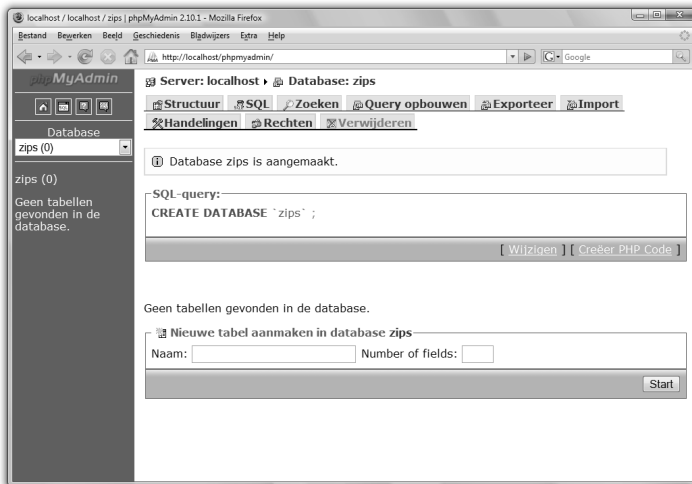 localhost / localhost / zips | phpMyAdmin 2.10.1 - Mozilla Firefox
Bestand Bewerken Beeld Geschiedenis Bladwijzers Extra Help
http://localhost/phpmyadmin/
Google
phpMyAdmin
Database
zips (0)
zips (0)
Geen tabellen
gevonden in de
database.
Server: localhost ▸ Database: zips
Structuur SQL Zoeken Query opbouwen Exporteer Import
Handelingen Rechten Verwijderen
Database zips is aangemaakt.
SQL-query:
CREATE DATABASE `zips` ;
[ Wijzigen ] [ Creëer PHP Code ]
Geen tabellen gevonden in de database.
Nieuwe tabel aanmaken in database zips
Naam: Number of fields:
Start